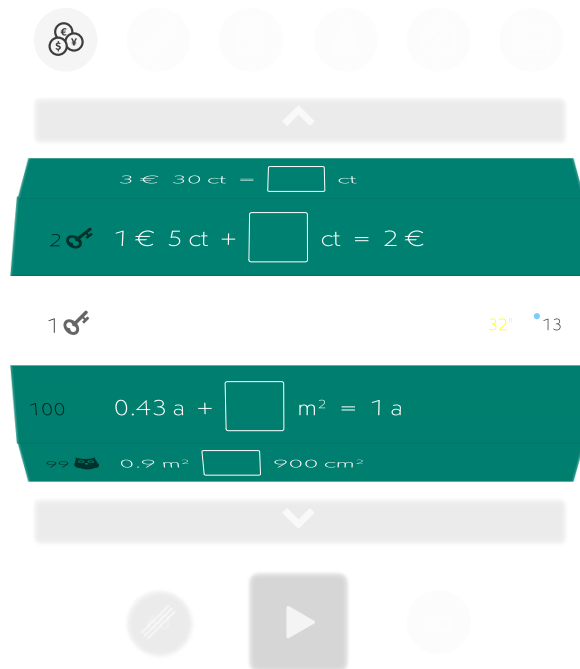 € $ ¥
3 € 30 ct = ct
2 1 € 5 ct + ct = 2 €
1 32" 13
100 0.43 a + m² = 1 a
99 0.9 m² 900 cm²